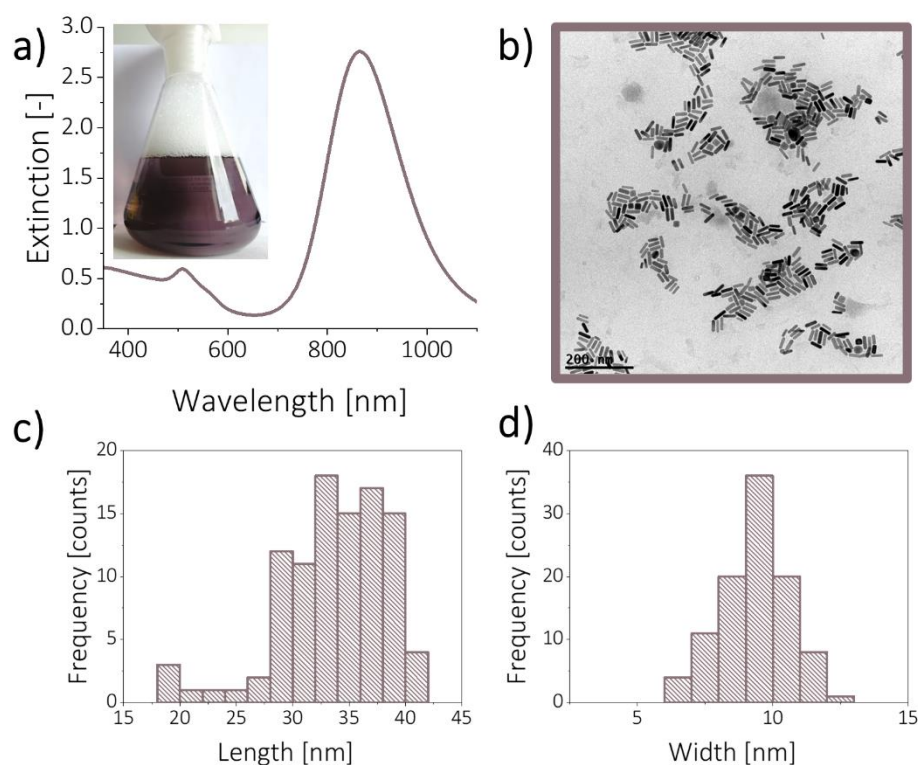 a)
3.0
2.5
2.0
1.5
1.0
0.5
0.0
Extinction [-]
400 600 800 1000
Wavelength [nm]
b)
200 nm
c)
20
15
10
5
0
Frequency [counts]
15 20 25 30 35 40 45
Length [nm]
d)
40
30
20
10
0
Frequency [counts]
5 10 15
Width [nm]